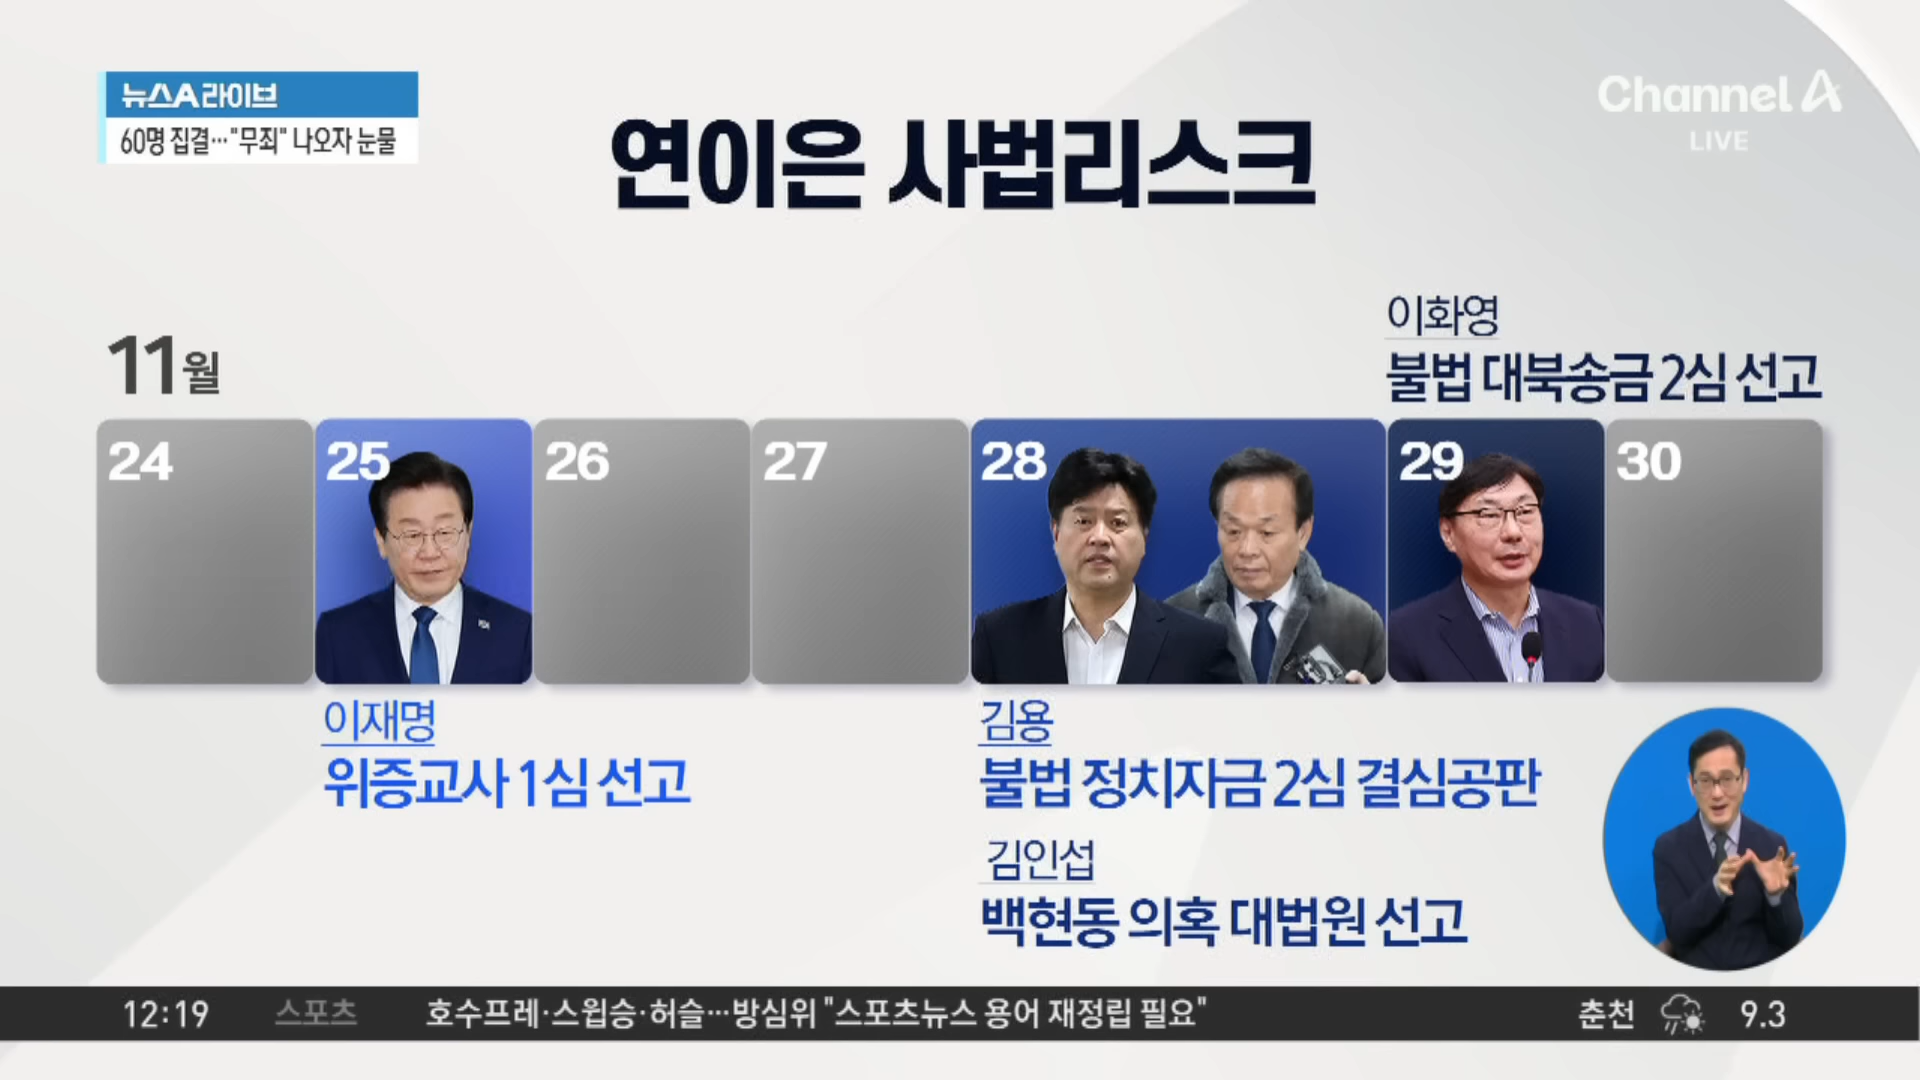 뉴스A 라이브
60명 집결…"무죄" 나오자 눈물
Channel A
LIVE
연이은 사법리스크
11월
이화영
불법 대북송금 2심 선고
24
25
26
27
28
29
30
이재명
위증교사 1심 선고
김용
불법 정치자금 2심 결심공판
김인섭
백현동 의혹 대법원 선고
12:19 스포츠 호수프레·스윕승·허슬…방심위 "스포츠뉴스 용어 재정립 필요" 춘천 9.3